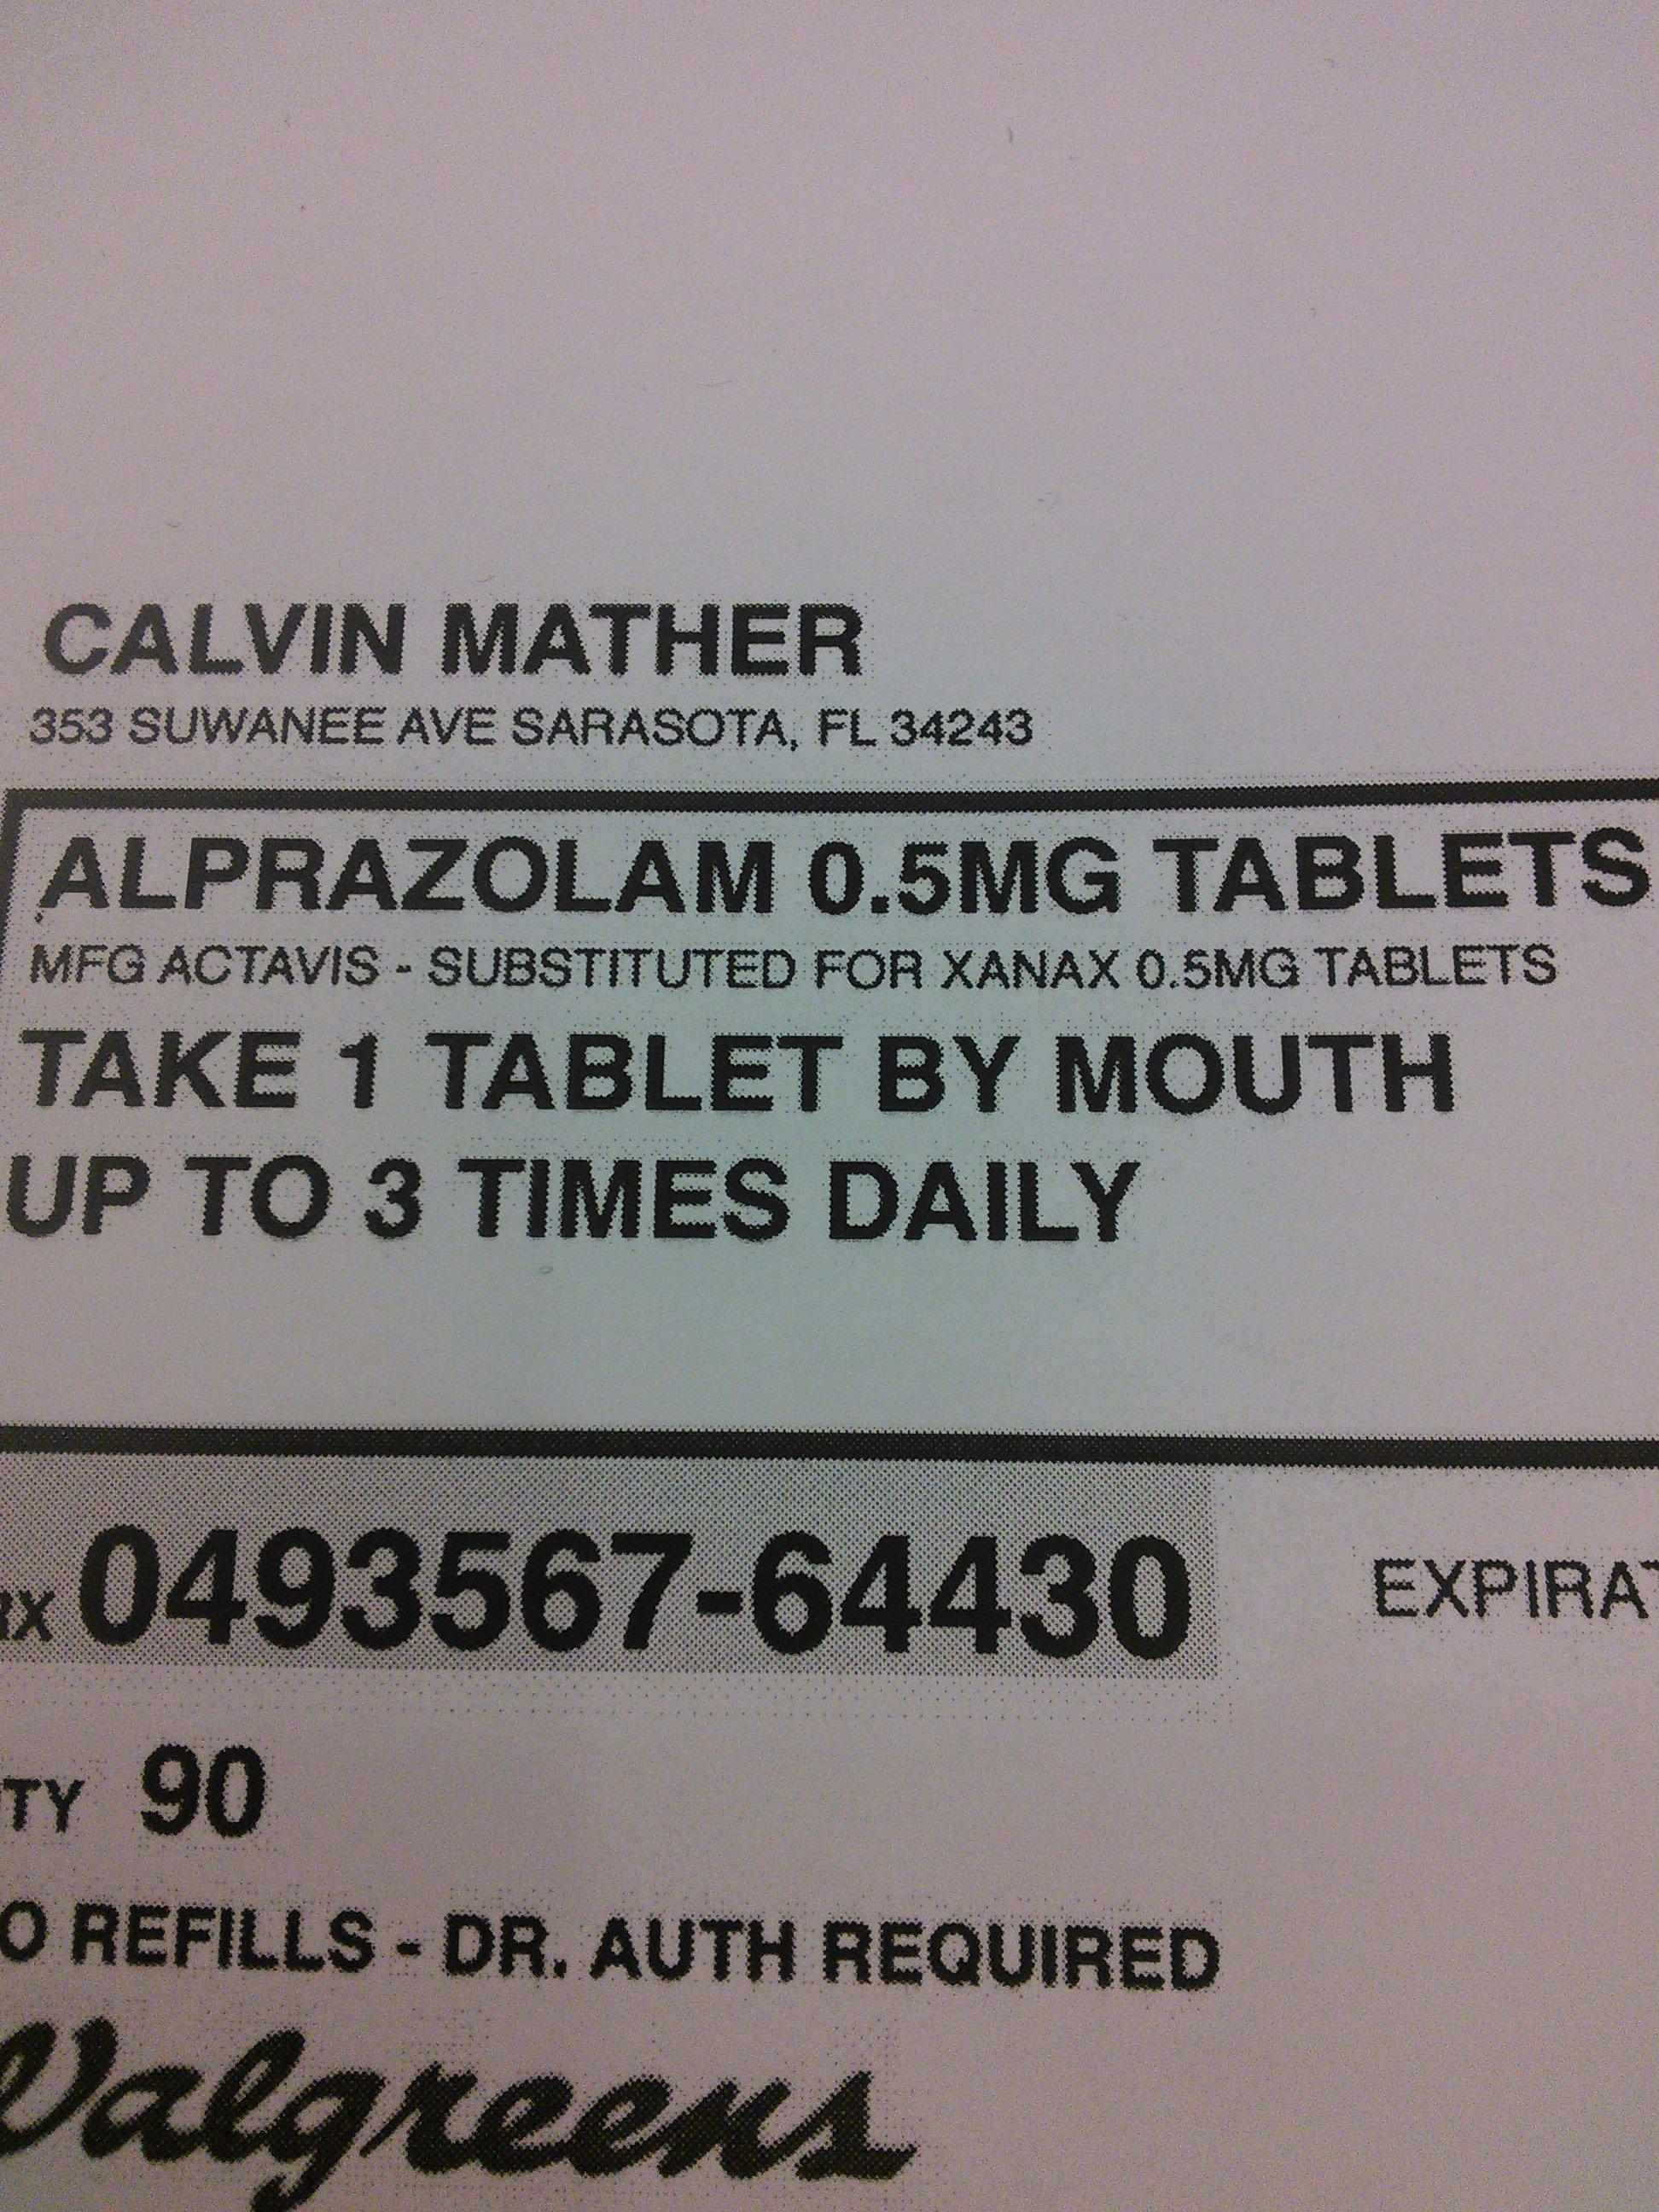 CALVIN MATHER
353 SUWANEE AVE SARASOTA, FL 34243
ALPRAZOLAM 0.5MG TABLETS
MFG ACTAVIS - SUBSTITUTED FOR XANAX 0.5MG TABLETS
TAKE 1 TABLET BY MOUTH
UP TO 3 TIMES DAILY
RX 0493567-64430 EXPIRAT
TY 90
O REFILLS - DR. AUTH REQUIRED
Walgreens